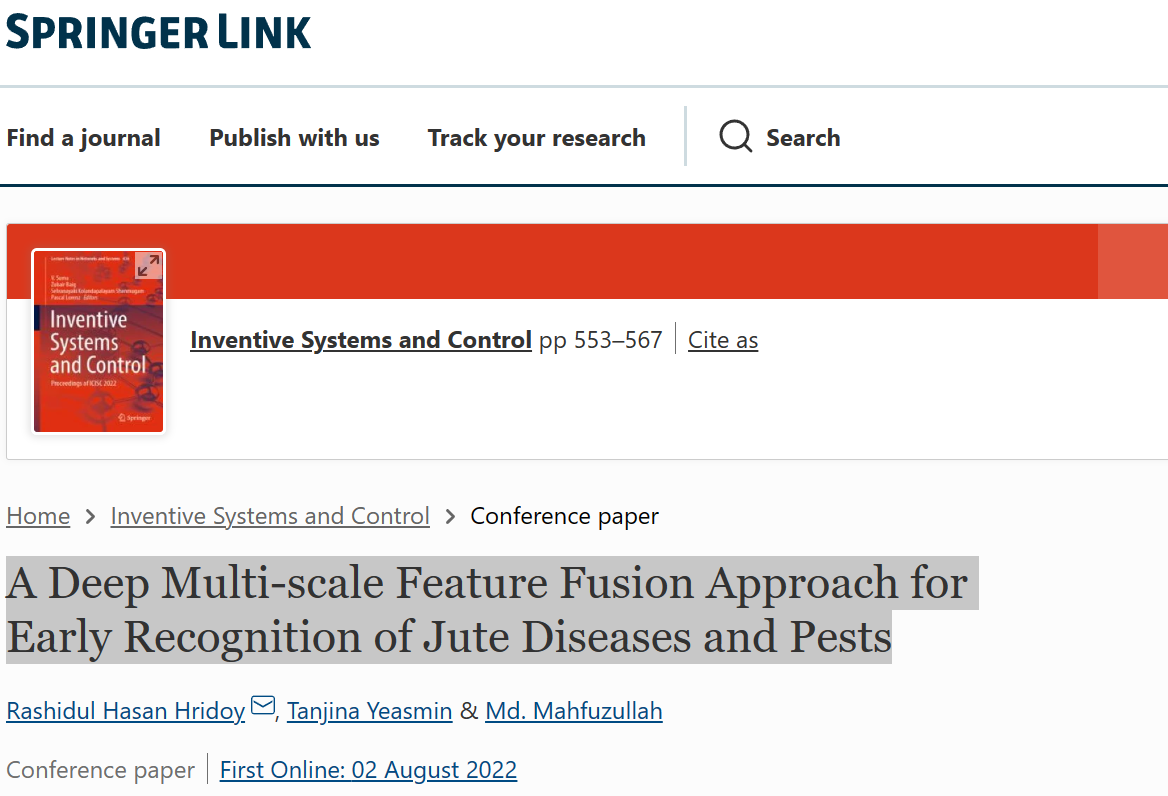 SPRINGER LINK
Find a journal Publish with us Track your research Search
Lecture Notes in Networks and Systems 436
V. Suma
Zubair Baig
Selvanayaki Kolandapalayam Shanmugam
Pascal Lorenz Editors
Inventive
Systems
and Control
Proceedings of ICISC 2022
Springer
Inventive Systems and Control pp 553–567 Cite as
Home > Inventive Systems and Control > Conference paper
A Deep Multi-scale Feature Fusion Approach for
Early Recognition of Jute Diseases and Pests
Rashidul Hasan Hridoy, Tanjina Yeasmin & Md. Mahfuzullah
Conference paper First Online: 02 August 2022